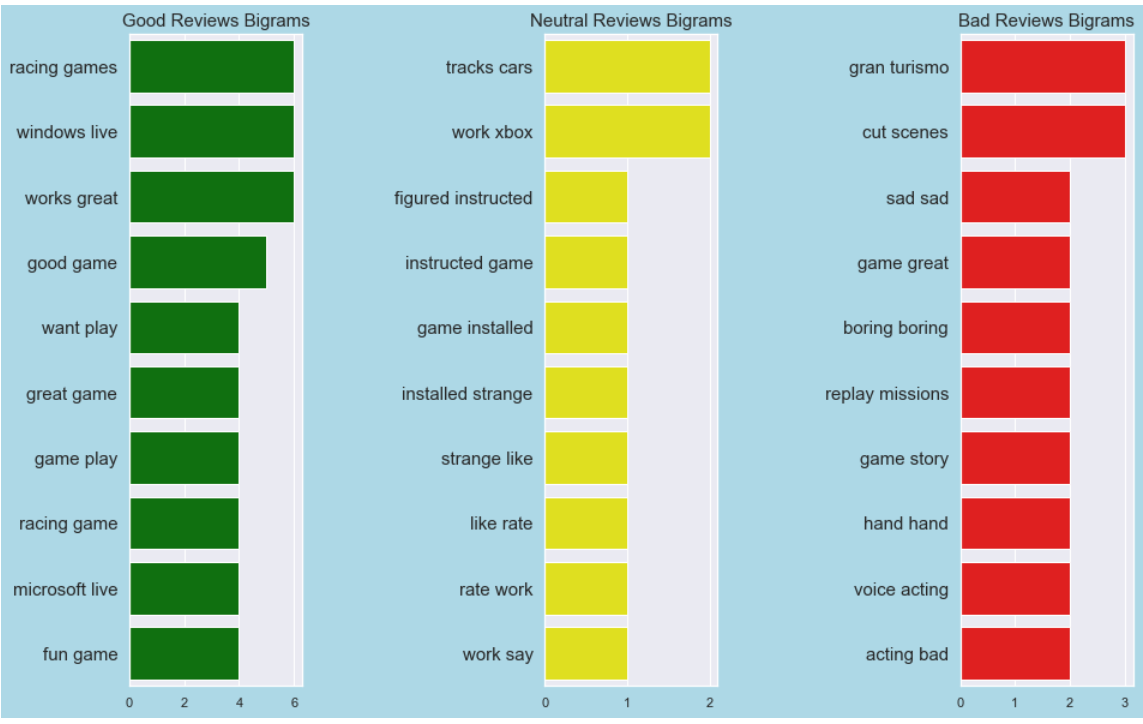 Good Reviews Bigrams
racing games
windows live
works great
good game
want play
great game
game play
racing game
microsoft live
fun game
0 2 4 6
Neutral Reviews Bigrams
tracks cars
work xbox
figured instructed
instructed game
game installed
installed strange
strange like
like rate
rate work
work say
0 1 2
Bad Reviews Bigrams
gran turismo
cut scenes
sad sad
game great
boring boring
replay missions
game story
hand hand
voice acting
acting bad
0 1 2 3